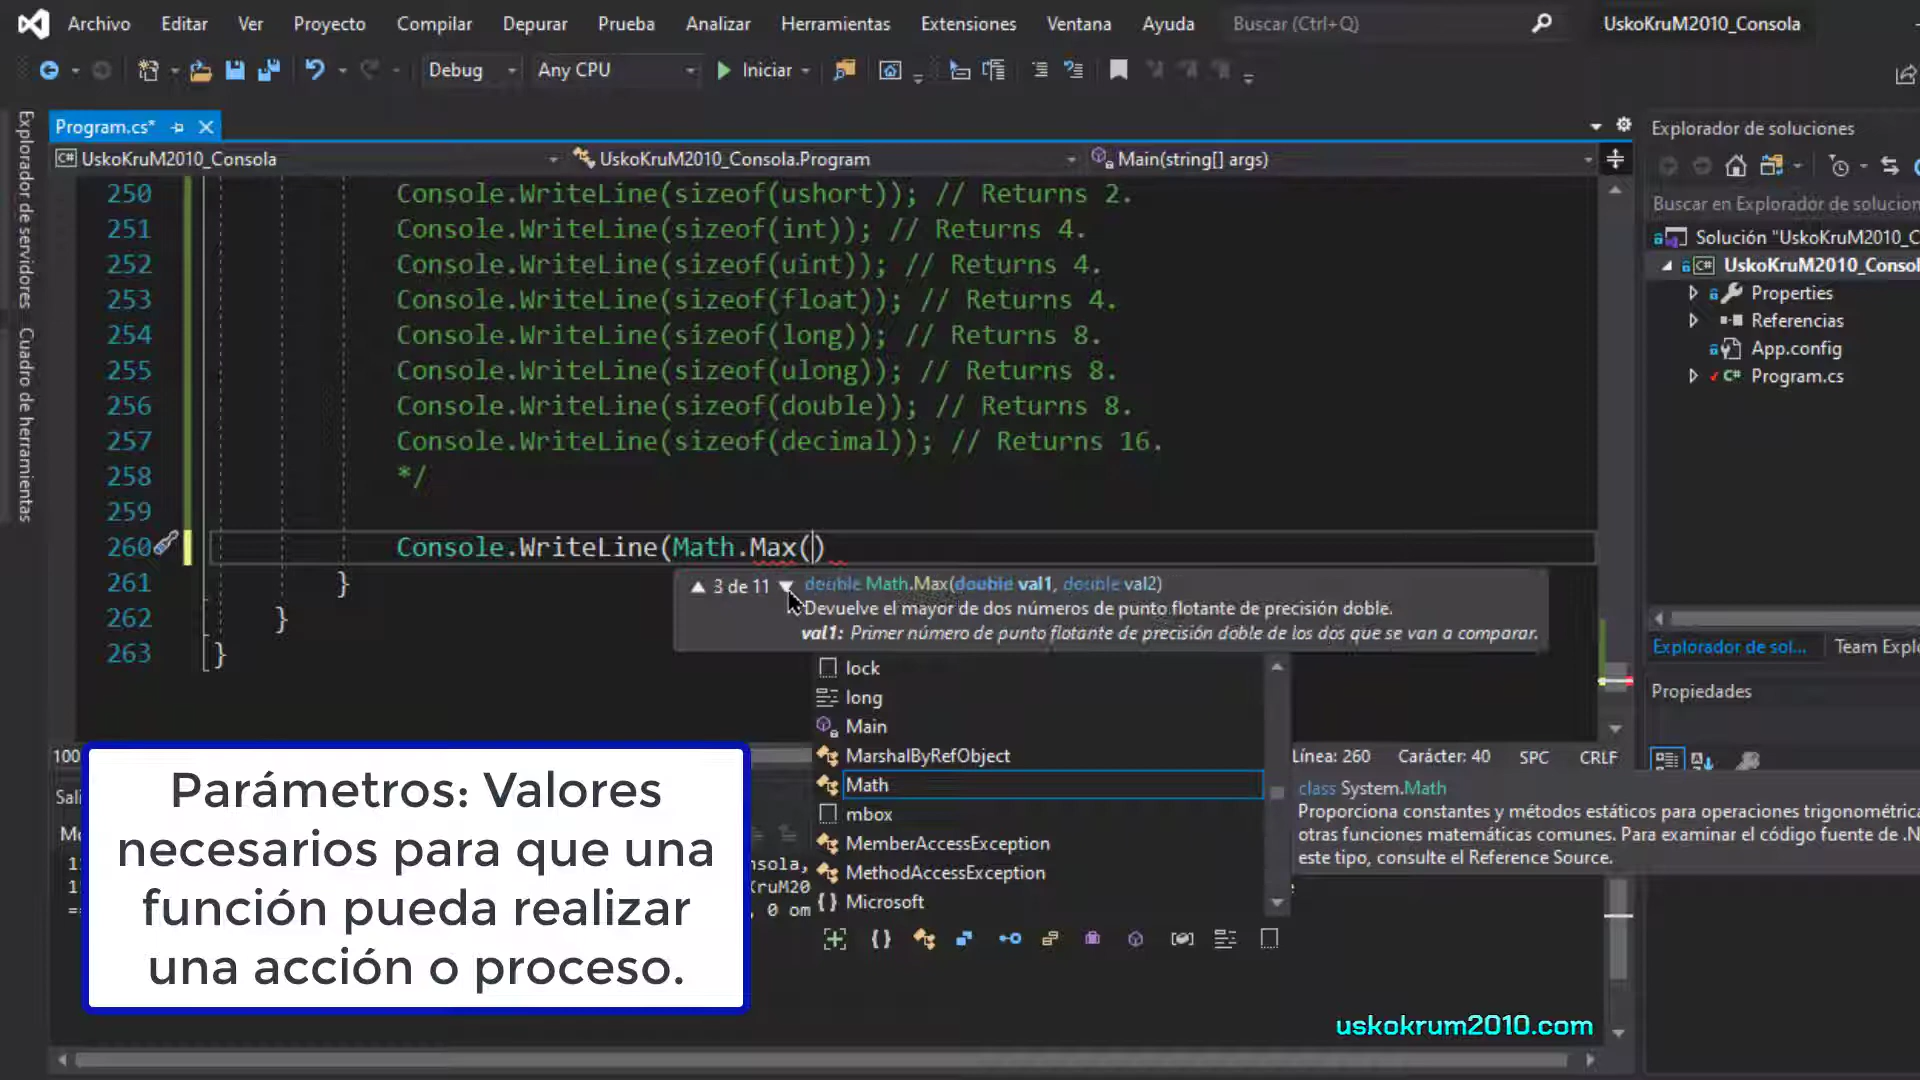 Archivo Editar Ver Proyecto Compilar Depurar Prueba Analizar Herramientas Extensiones Ventana Ayuda Buscar (Ctrl+Q) UskoKruM2010_Consola
Debug Any CPU Iniciar
Explorador de servidores
Cuadro de herramientas
Program.cs*
UskoKruM2010_Consola UskoKruM2010_Consola.Program Main(string[] args)
250 Console.WriteLine(sizeof(ushort)); // Returns 2.
251 Console.WriteLine(sizeof(int)); // Returns 4.
252 Console.WriteLine(sizeof(uint)); // Returns 4.
253 Console.WriteLine(sizeof(float)); // Returns 4.
254 Console.WriteLine(sizeof(long)); // Returns 8.
255 Console.WriteLine(sizeof(ulong)); // Returns 8.
256 Console.WriteLine(sizeof(double)); // Returns 8.
257 Console.WriteLine(sizeof(decimal)); // Returns 16.
258 */
259
260 Console.WriteLine(Math.Max()
261 }
262 }
263 }
3 de 11 double Math.Max(double val1, double val2)
Devuelve el mayor de dos números de punto flotante de precisión doble.
val1: Primer número de punto flotante de precisión doble de los dos que se van a comparar.
lock
long
Main
MarshalByRefObject
Math
mbox
MemberAccessException
MethodAccessException
Microsoft
class System.Math
Proporciona constantes y métodos estáticos para operaciones trigonométrica
otras funciones matemáticas comunes. Para examinar el código fuente de .N
este tipo, consulte el Reference Source.
100
Línea: 260 Carácter: 40 SPC CRLF
Sali
Mo
onsola,
KruM20
, 0 om
Parámetros: Valores
necesarios para que una
función pueda realizar
una acción o proceso.
Explorador de soluciones
Buscar en Explorador de solucion
Solución "UskoKruM2010_C
UskoKruM2010_Consol
Properties
Referencias
App.config
Program.cs
Explorador de sol... Team Explo
Propiedades
uskokrum2010.com